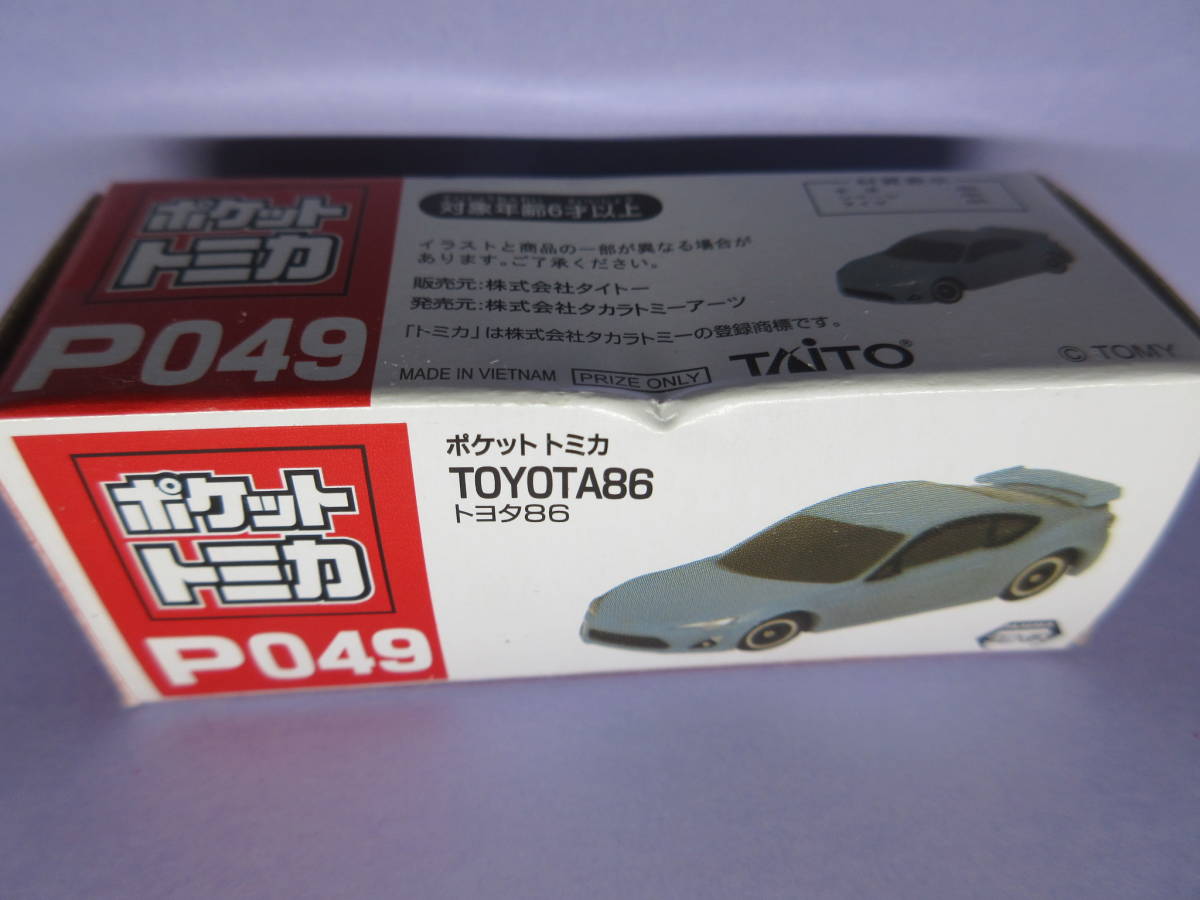 ポケット
トミカ
P049
対象年齢6才以上
イラストと商品の一部が異なる場合が
あります。ご了承ください。
販売元:株式会社タイトー
発売元:株式会社タカラトミーアーツ
「トミカ」は株式会社タカラトミーの登録商標です。
MADE IN VIETNAM PRIZE ONLY TAITO®
© TOMY
ポケット
トミカ
P049
ポケット トミカ
TOYOTA86
トヨタ86